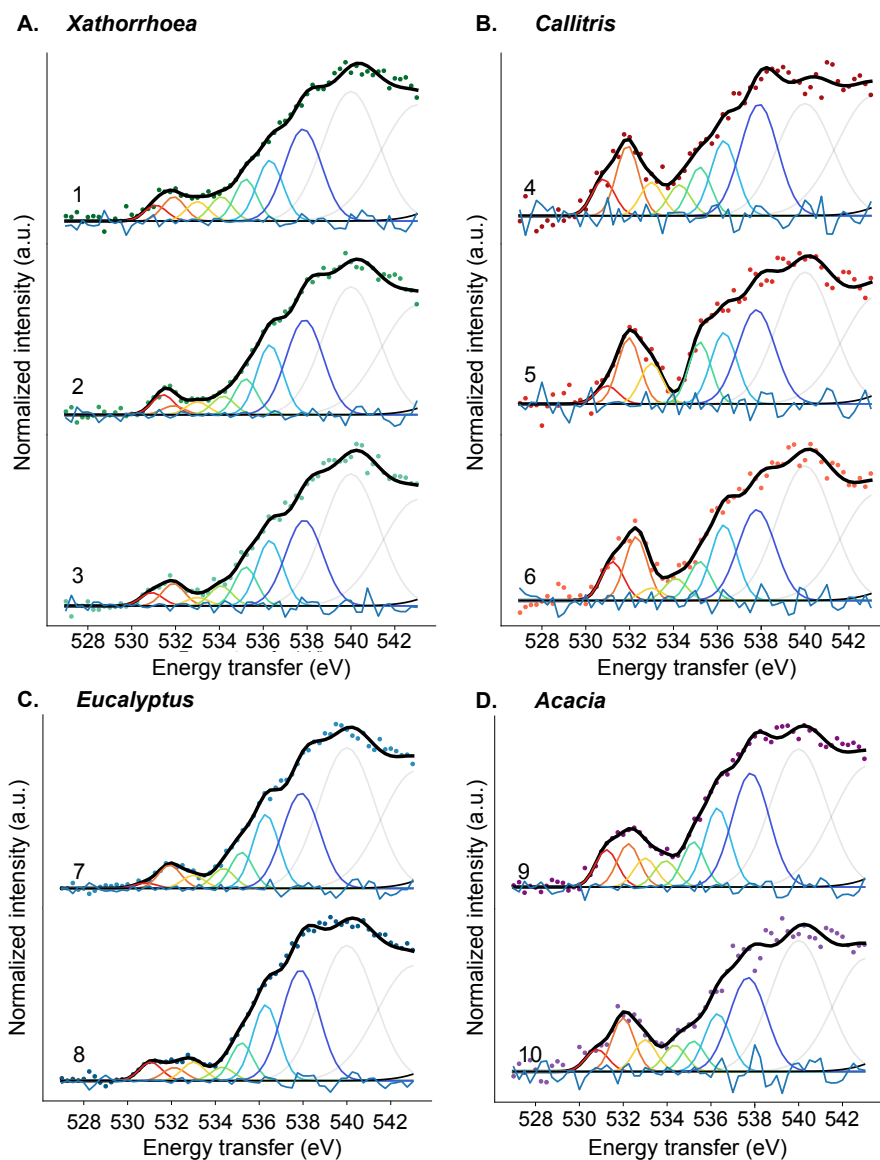 A. Xathorrhoea
Normalized intensity (a.u.)
1
2
3
528 530 532 534 536 538 540 542
Energy transfer (eV)
B. Callitris
Normalized intensity (a.u.)
4
5
6
528 530 532 534 536 538 540 542
Energy transfer (eV)
C. Eucalyptus
Normalized intensity (a.u.)
7
8
528 530 532 534 536 538 540 542
Energy transfer (eV)
D. Acacia
Normalized intensity (a.u.)
9
10
528 530 532 534 536 538 540 542
Energy transfer (eV)